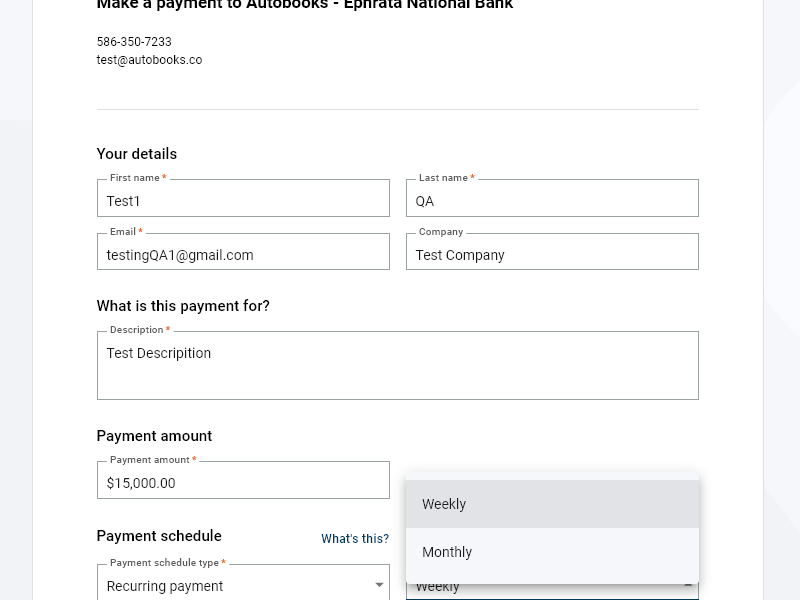 Make a payment to Autobooks - Ephrata National Bank
586-350-7233
test@autobooks.co
Your details
First name *
Test1
Last name *
QA
Email *
testingQA1@gmail.com
Company
Test Company
What is this payment for?
Description *
Test Descripition
Payment amount
Payment amount *
$15,000.00
Payment schedule
What's this?
Payment schedule type *
Recurring payment
Weekly
Monthly
Weekly